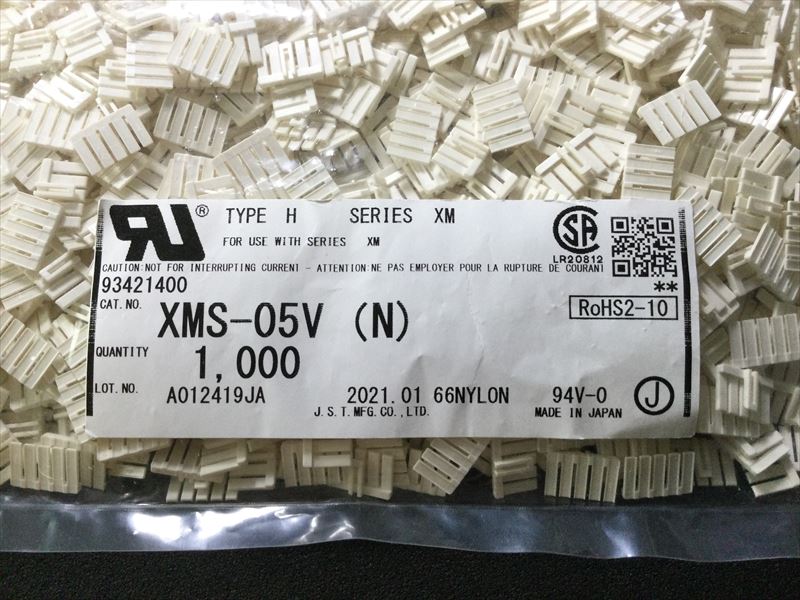 RU® TYPE H SERIES XM
FOR USE WITH SERIES XM
SA
LR20812
CAUTION:NOT FOR INTERRUPTING CURRENT - ATTENTION:NE PAS EMPLOYER POUR LA RUPTURE DE COURANT
93421400
**
CAT. NO. XMS-05V (N)
RoHS2-10
QUANTITY 1,000
LOT. NO. A012419JA 2021.01 66NYLON 94V-0 J
J.S.T.MFG.CO.,LTD. MADE IN JAPAN